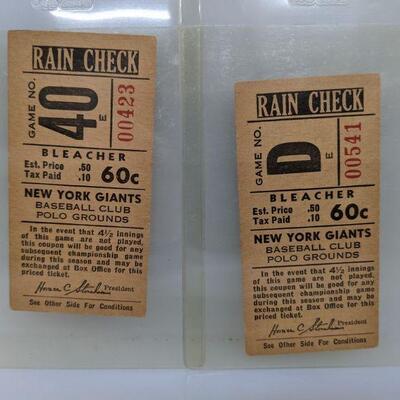 RAIN CHECK
GAME NO. 40 E 00423
BLEACHER
Est. Price .50
Tax Paid .10 60c
NEW YORK GIANTS
BASEBALL CLUB
POLO GROUNDS
In the event that 4½ innings
of this game are not played,
this coupon will be good for any
subsequent championship game
during this season and may be
exchanged at Box Office for this
priced ticket.
Horace C. Stoneham President
See Other Side For Conditions
RAIN CHECK
GAME NO. D E 00541
BLEACHER
Est. Price .50
Tax Paid .10 60c
NEW YORK GIANTS
BASEBALL CLUB
POLO GROUNDS
In the event that 4½ innings
of this game are not played,
this coupon will be good for any
subsequent championship game
during this season and may be
exchanged at Box Office for this
priced ticket.
Horace C. Stoneham President
See Other Side For Conditions